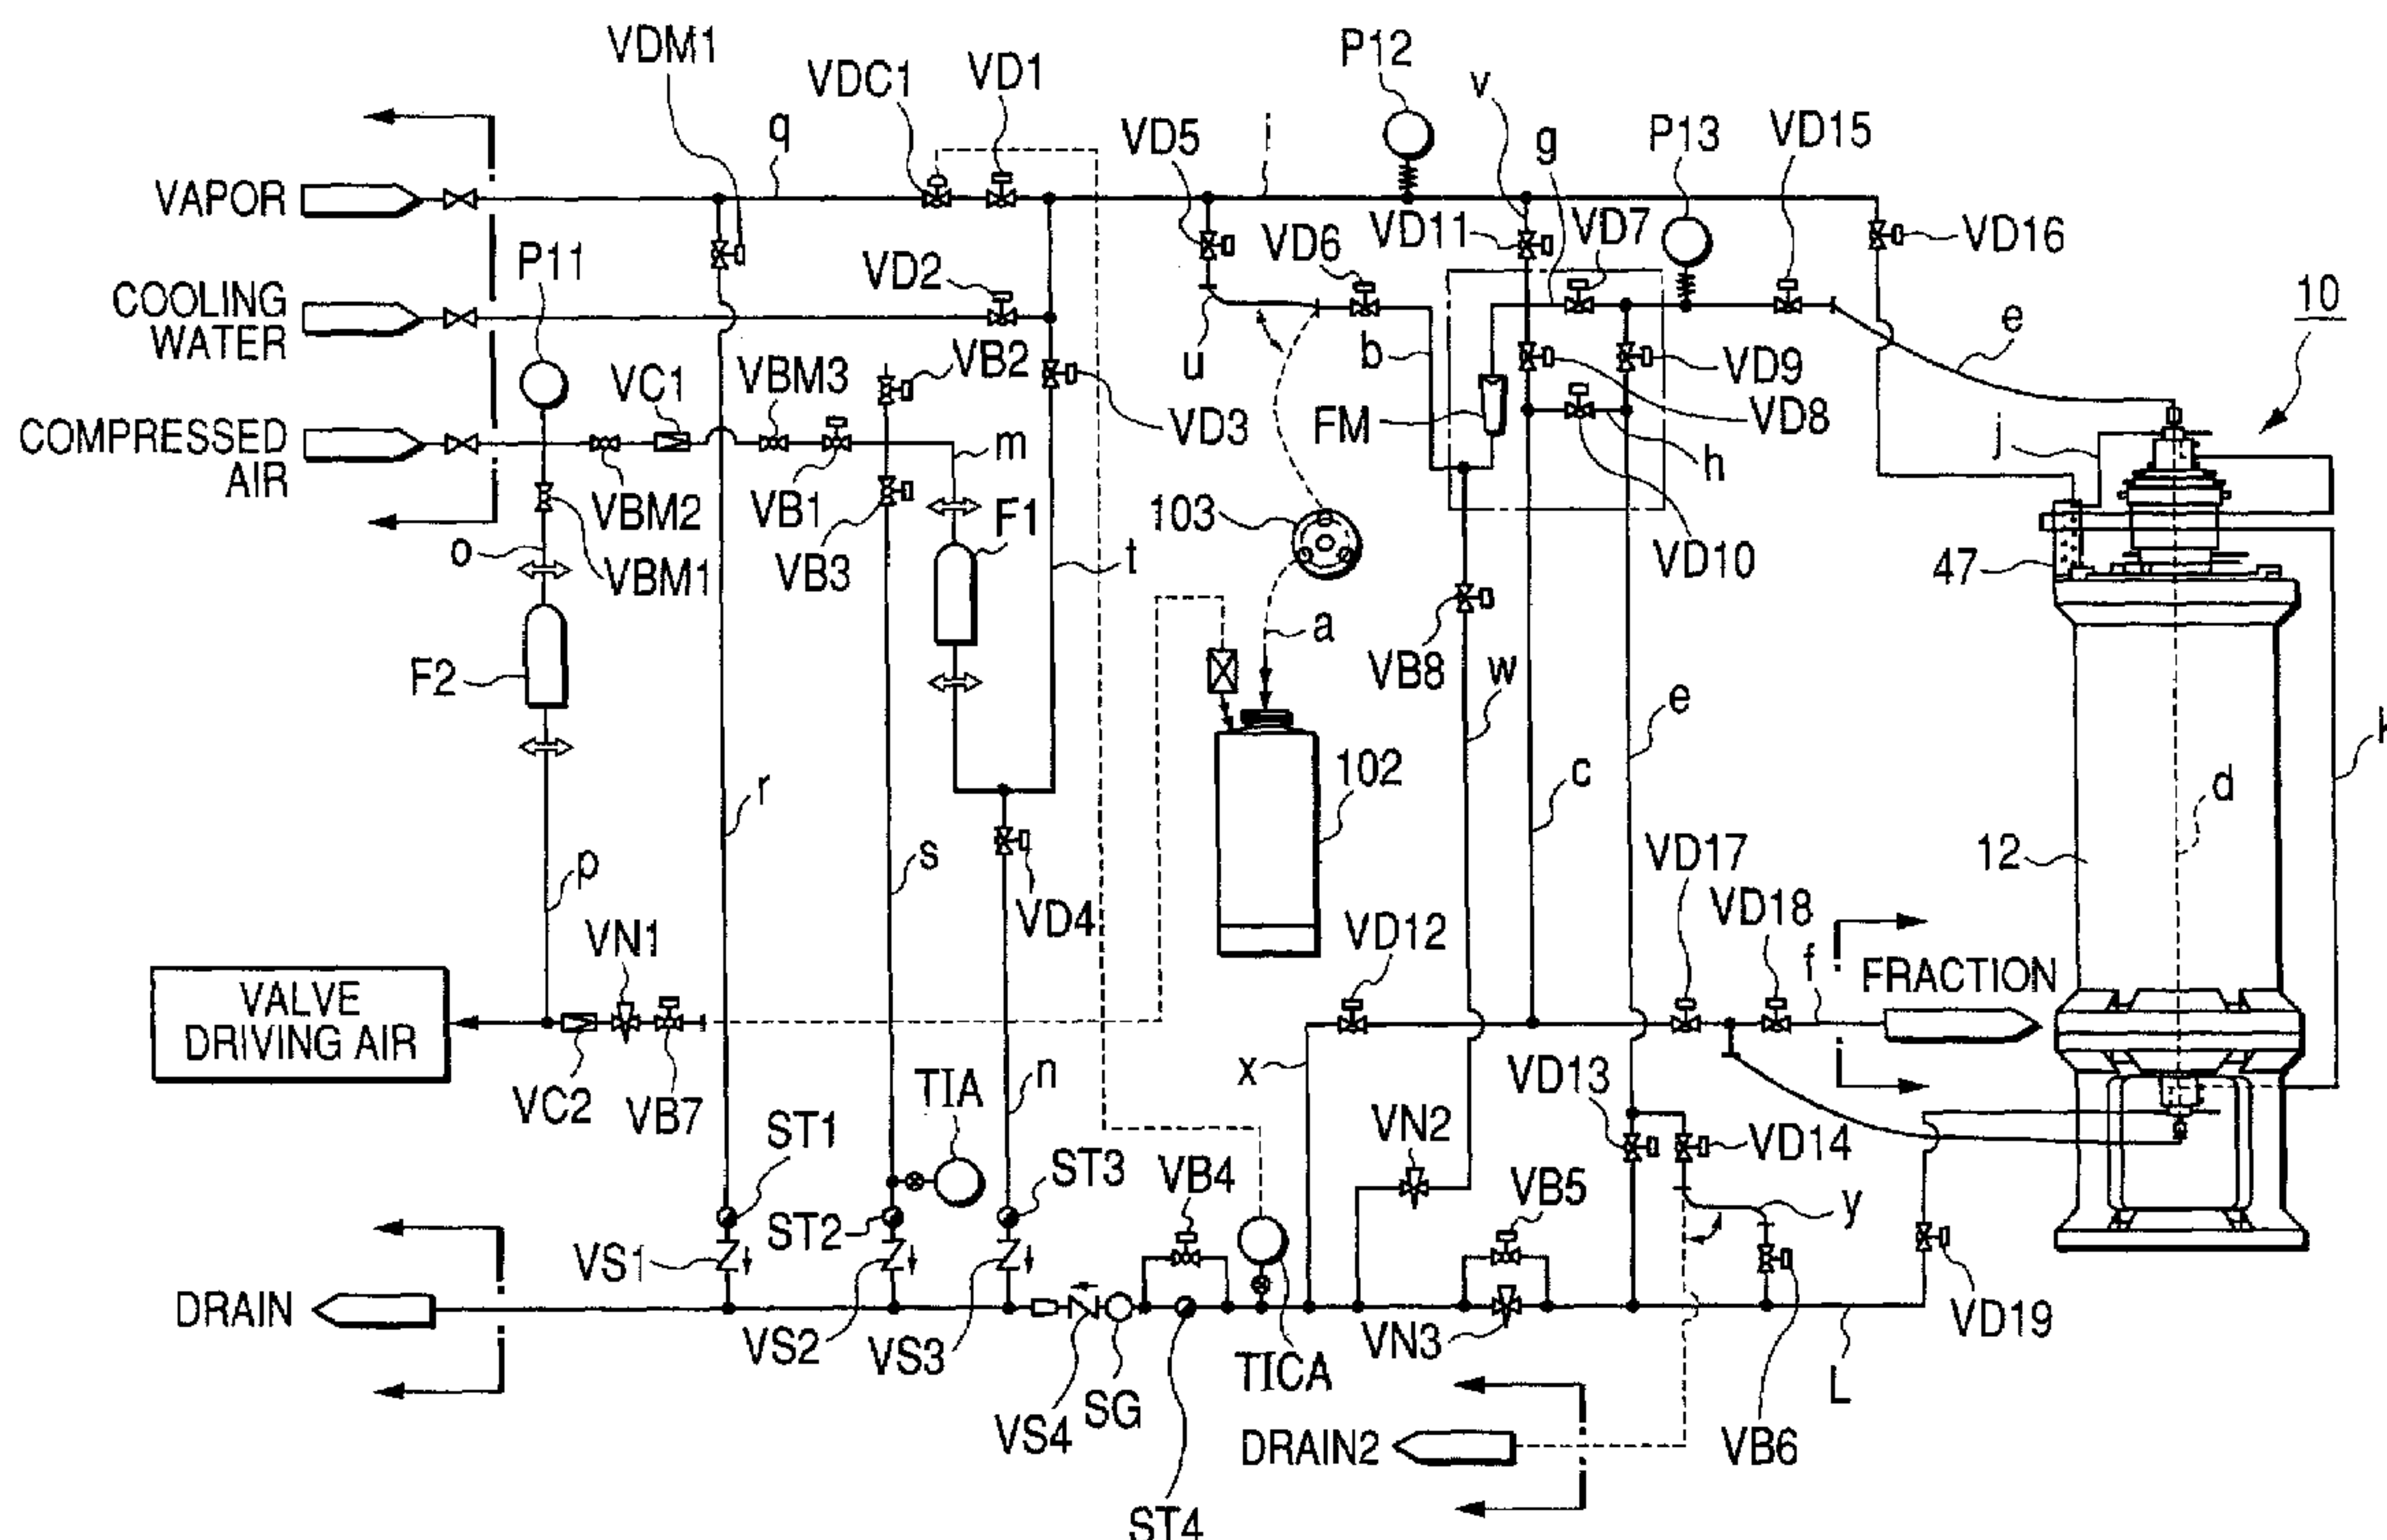 VDM1
VDC1
VD1
P12
v
VD5
i
g
P13
VD15
q
VAPOR
VD11
VD7
VD16
P11
VD2
VD6
COOLING
WATER
10
e
u
b
VB2
VD9
VC1
VBM3
VD3
FM
VD8
COMPRESSED
AIR
m
h
j
VBM2
VB1
F1
103
VD10
o
VBM1
VB3
t
47
a
F2
VB8
w
e
k
r
c
102
d
p
s
12
VD17
VD4
VD18
VN1
VD12
f
FRACTION
VALVE
DRIVING AIR
n
x
VD13
VC2
VB7
TIA
ST1
VN2
VD14
ST3
VB4
VB5
ST2
y
VS1
DRAIN
VS2
VS3
VN3
VD19
TICA
L
VS4
SG
DRAIN2
VB6
ST4